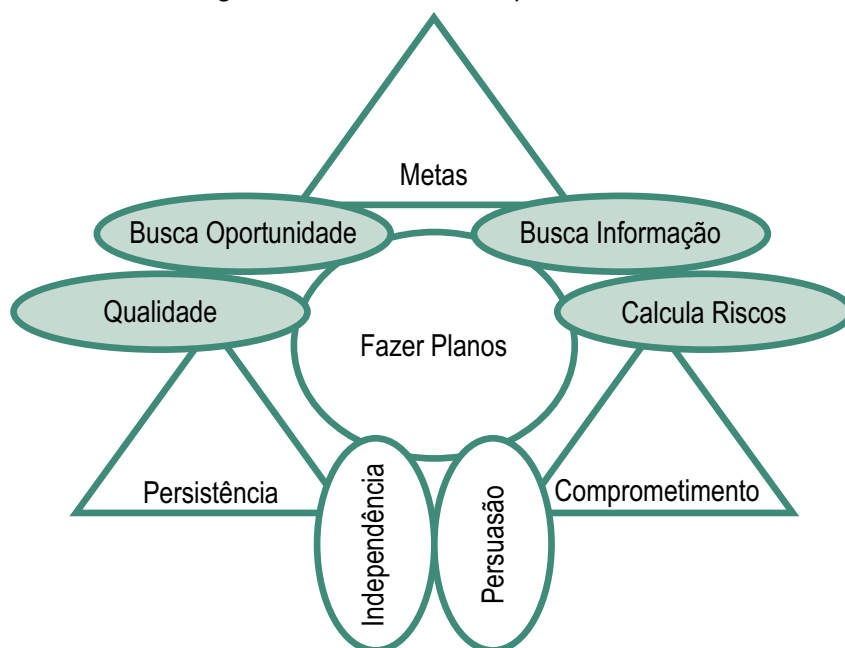 Metas
Busca Oportunidade
Busca Informação
Qualidade
Calcula Riscos
Fazer Planos
Persistência
Independência
Persuasão
Comprometimento